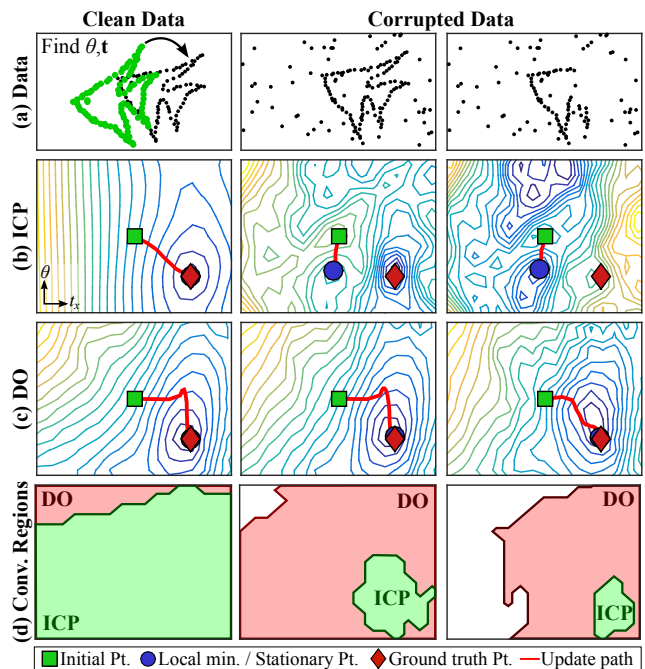 Clean Data
Corrupted Data
(a) Data
Find θ,t
(b) ICP
θ
t_x
(c) DO
(d) Conv. Regions
DO
ICP
DO
ICP
DO
ICP
Initial Pt. Local min. / Stationary Pt. Ground truth Pt. Update path